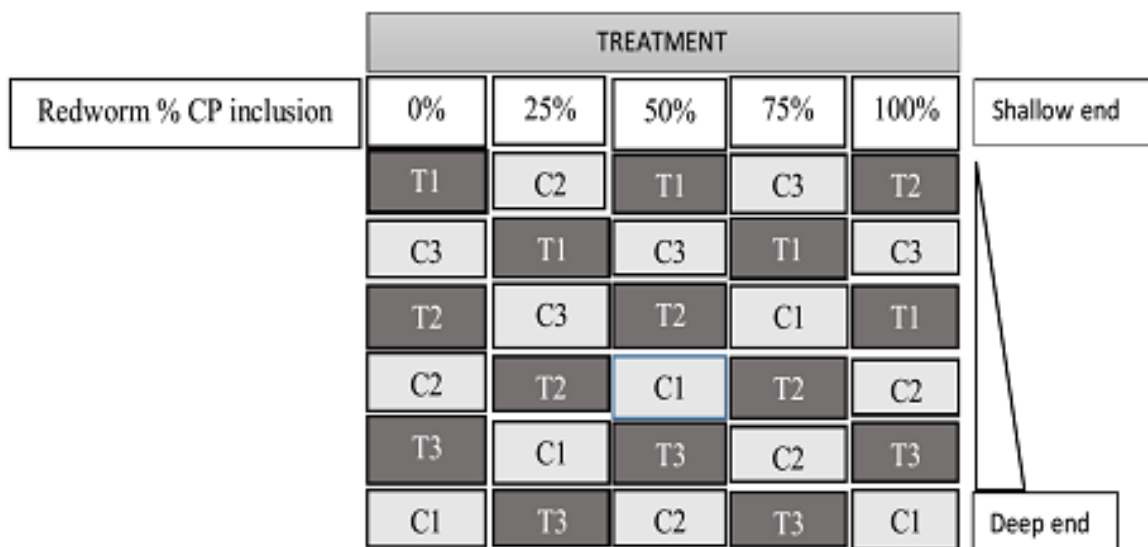 TREATMENT
Redworm % CP inclusion 0% 25% 50% 75% 100% Shallow end
T1 C2 T1 C3 T2
C3 T1 C3 T1 C3
T2 C3 T2 C1 T1
C2 T2 C1 T2 C2
T3 C1 T3 C2 T3
C1 T3 C2 T3 C1 Deep end